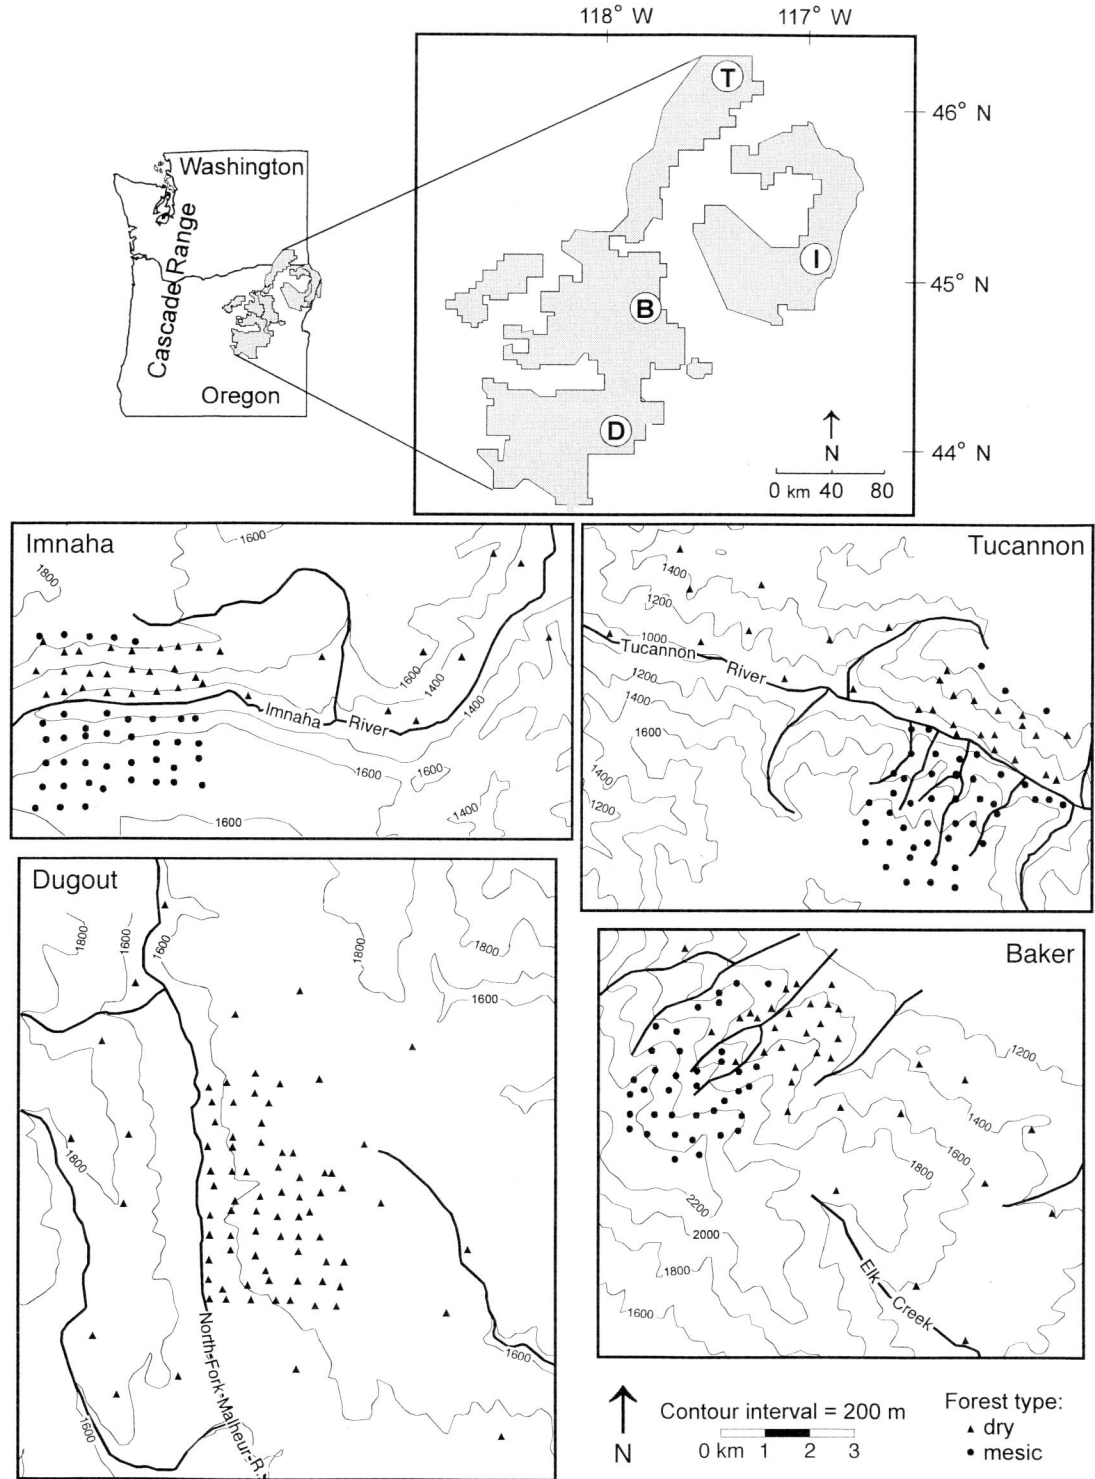 118° W
117° W
T
46° N
Washington
Cascade Range
I
45° N
B
Oregon
D
44° N
N
0 km 40 80
Imnaha
1600
1800
1600
1400
1400
Imnaha River
1600
1600
1400
1600
Tucannon
1400
1200
1000
Tucannon River
1200
1400
1600
1400
1200
Dugout
1800
1600
1600
1800
1800
1600
1800
North Fork Malheur R.
1600
1600
Baker
1200
1400
1600
1800
2200
2000
1800
1600
Elk Creek
N
Contour interval = 200 m
0 km 1 2 3
Forest type:
dry
mesic